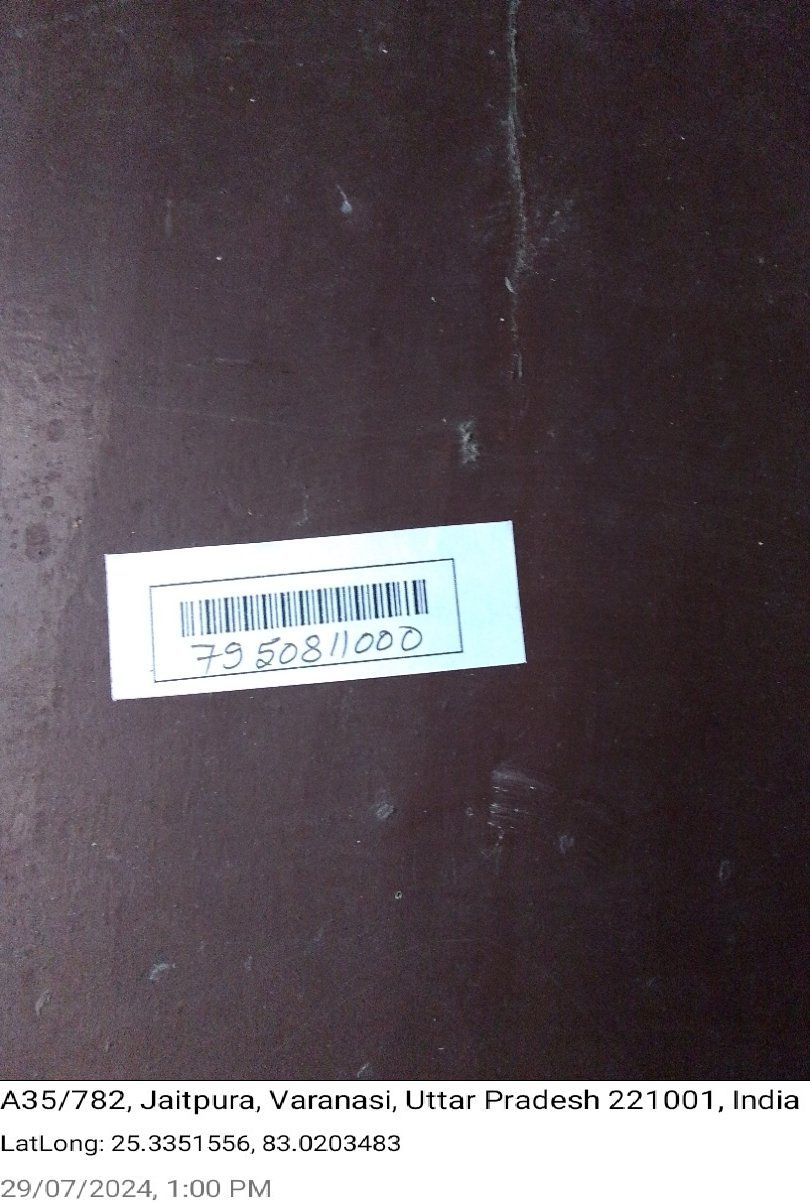 7950811000
A35/782, Jaitpura, Varanasi, Uttar Pradesh 221001, India
LatLong: 25.3351556, 83.0203483
29/07/2024, 1:00 PM